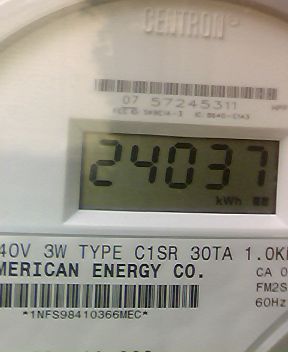 CENTRON
07 57245311
24037
kWh
40V 3W TYPE C1SR 30TA 1.0K
MERICAN ENERGY CO.
CA 0
FM2S
60Hz
*1NFS98410366MEC*